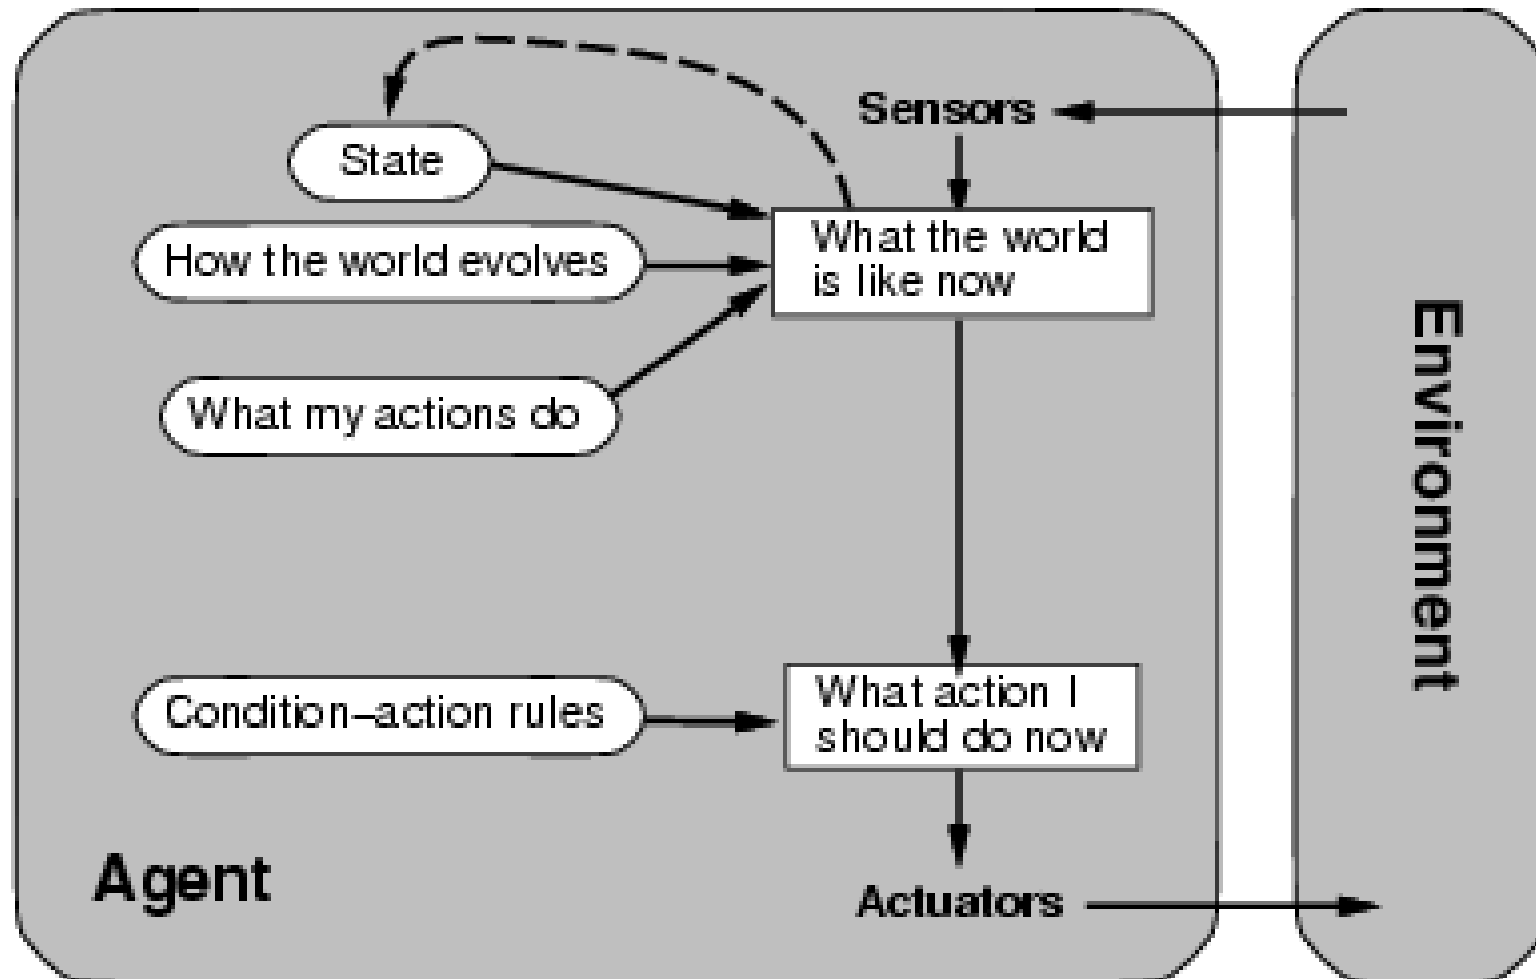 Sensors
State
What the world
is like now
How the world evolves
What my actions do
Environment
Condition–action rules
What action I
should do now
Agent
Actuators